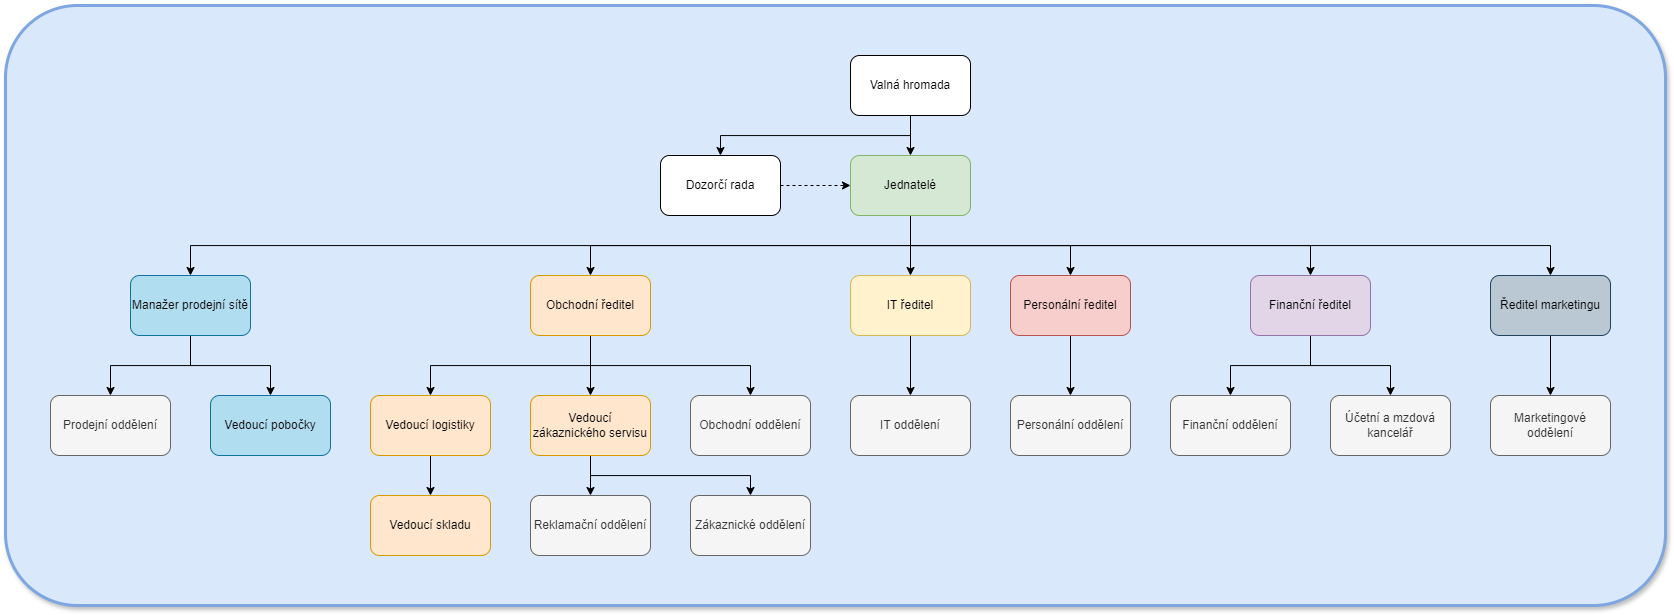 Valná hromada
Dozorčí rada
Jednatelé
Manažer prodejní sítě
Obchodní ředitel
IT ředitel
Personální ředitel
Finanční ředitel
Ředitel marketingu
Prodejní oddělení
Vedoucí pobočky
Vedoucí logistiky
Vedoucí
zákaznického servisu
Obchodní oddělení
IT oddělení
Personální oddělení
Finanční oddělení
Účetní a mzdová
kancelář
Marketingové
oddělení
Vedoucí skladu
Reklamační oddělení
Zákaznické oddělení